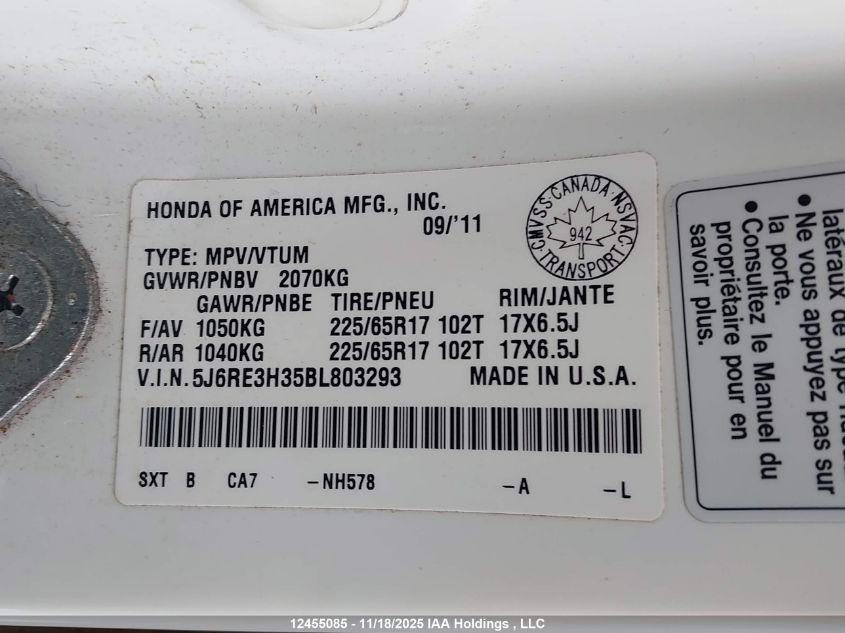 HONDA OF AMERICA MFG., INC.
09/'11
CMVSS CANADA NSVAC
942
TRANSPORT
TYPE: MPV/VTUM
GVWR/PNBV 2070KG
GAWR/PNBE TIRE/PNEU RIM/JANTE
F/AV 1050KG 225/65R17 102T 17X6.5J
R/AR 1040KG 225/65R17 102T 17X6.5J
V.I.N. 5J6RE3H35BL803293 MADE IN U.S.A.
SXT B CA7 -NH578 -A -L
latéraux de type
• Ne vous appuyez pas sur
la porte.
• Consultez le Manuel du
propriétaire pour en
savoir plus.
12455085 - 11/18/2025 IAA Holdings , LLC